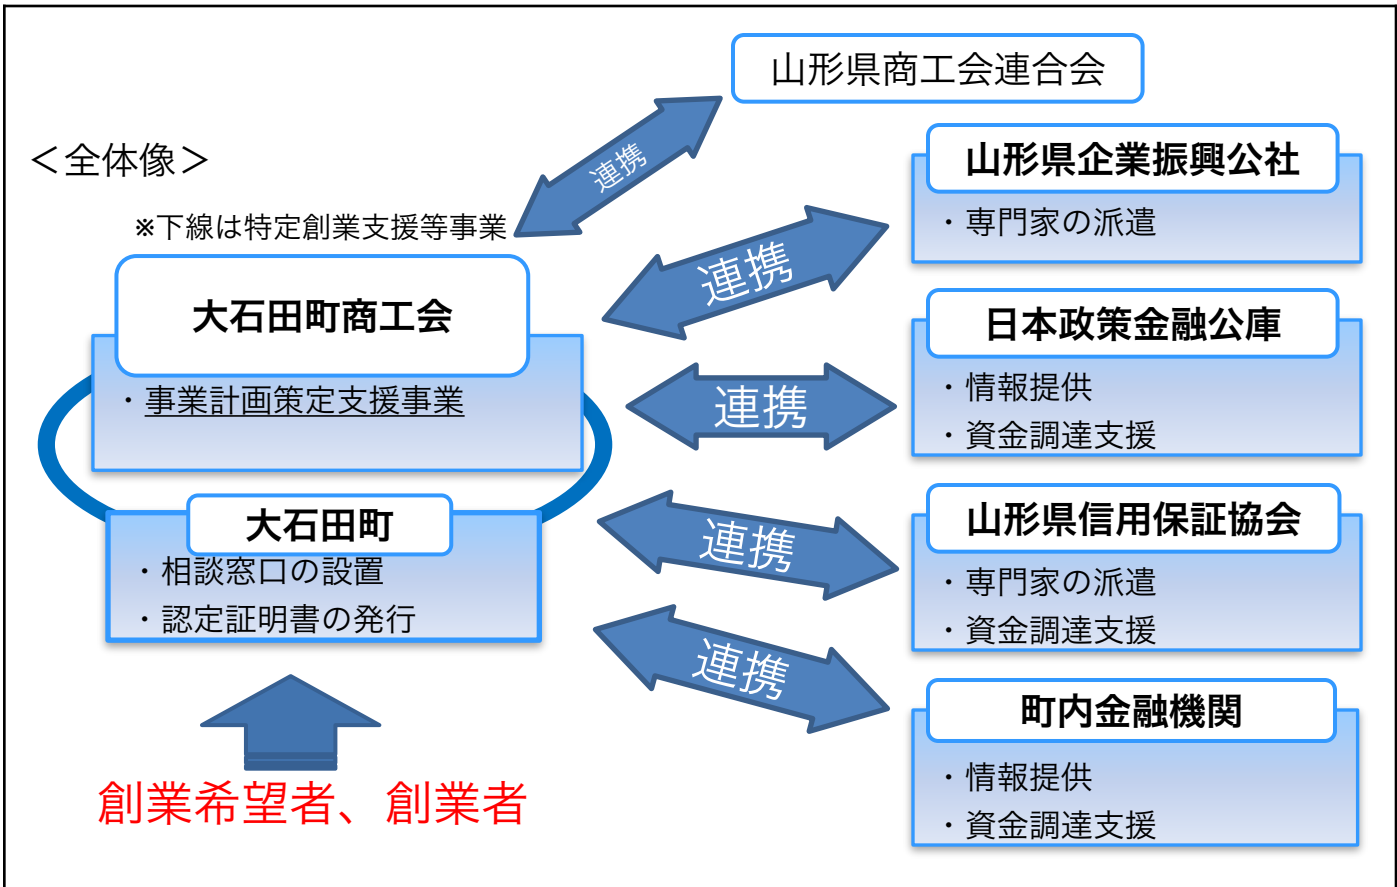 山形県商工会連合会
連携
＜全体像＞
※下線は特定創業支援等事業
大石田町商工会
・事業計画策定支援事業
大石田町
・相談窓口の設置
・認定証明書の発行
創業希望者、創業者
連携
山形県企業振興公社
・専門家の派遣
連携
日本政策金融公庫
・情報提供
・資金調達支援
連携
山形県信用保証協会
・専門家の派遣
・資金調達支援
連携
町内金融機関
・情報提供
・資金調達支援